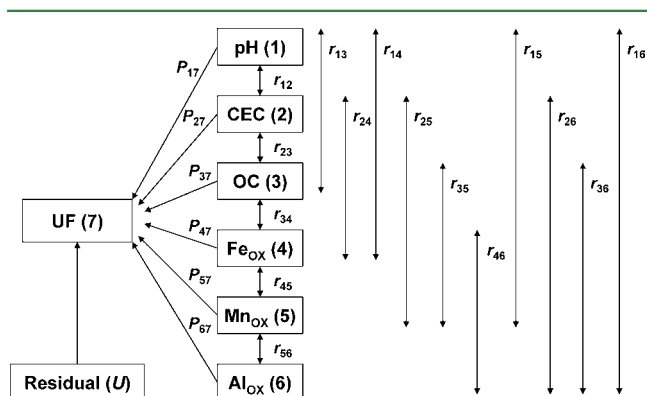 pH (1)
r13
r14
r15
r16
P17
r12
P27
CEC (2)
r24
r25
r26
r23
P37
OC (3)
r35
r36
UF (7)
r34
P47
FeOX (4)
r46
P57
r45
MnOX (5)
P67
r56
Residual (U)
AlOX (6)